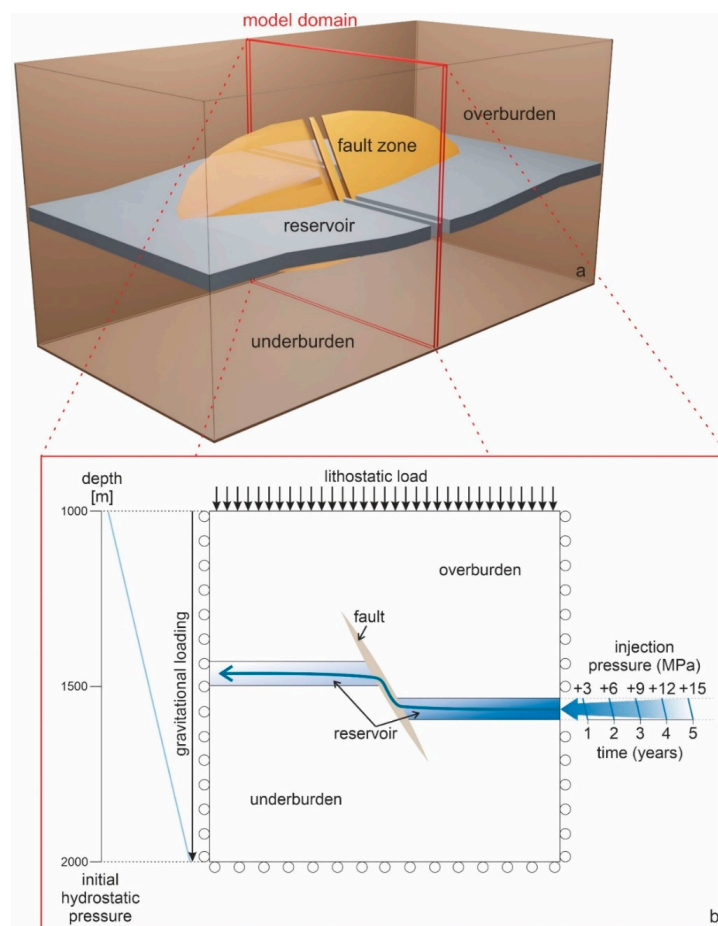 model domain
overburden
fault zone
reservoir
a
underburden
depth
[m]
lithostatic load
1000
overburden
gravitational loading
fault
injection
pressure (MPa)
+3 +6 +9 +12 +15
1500
reservoir
1 2 3 4 5
time (years)
underburden
2000
initial
hydrostatic
pressure
b